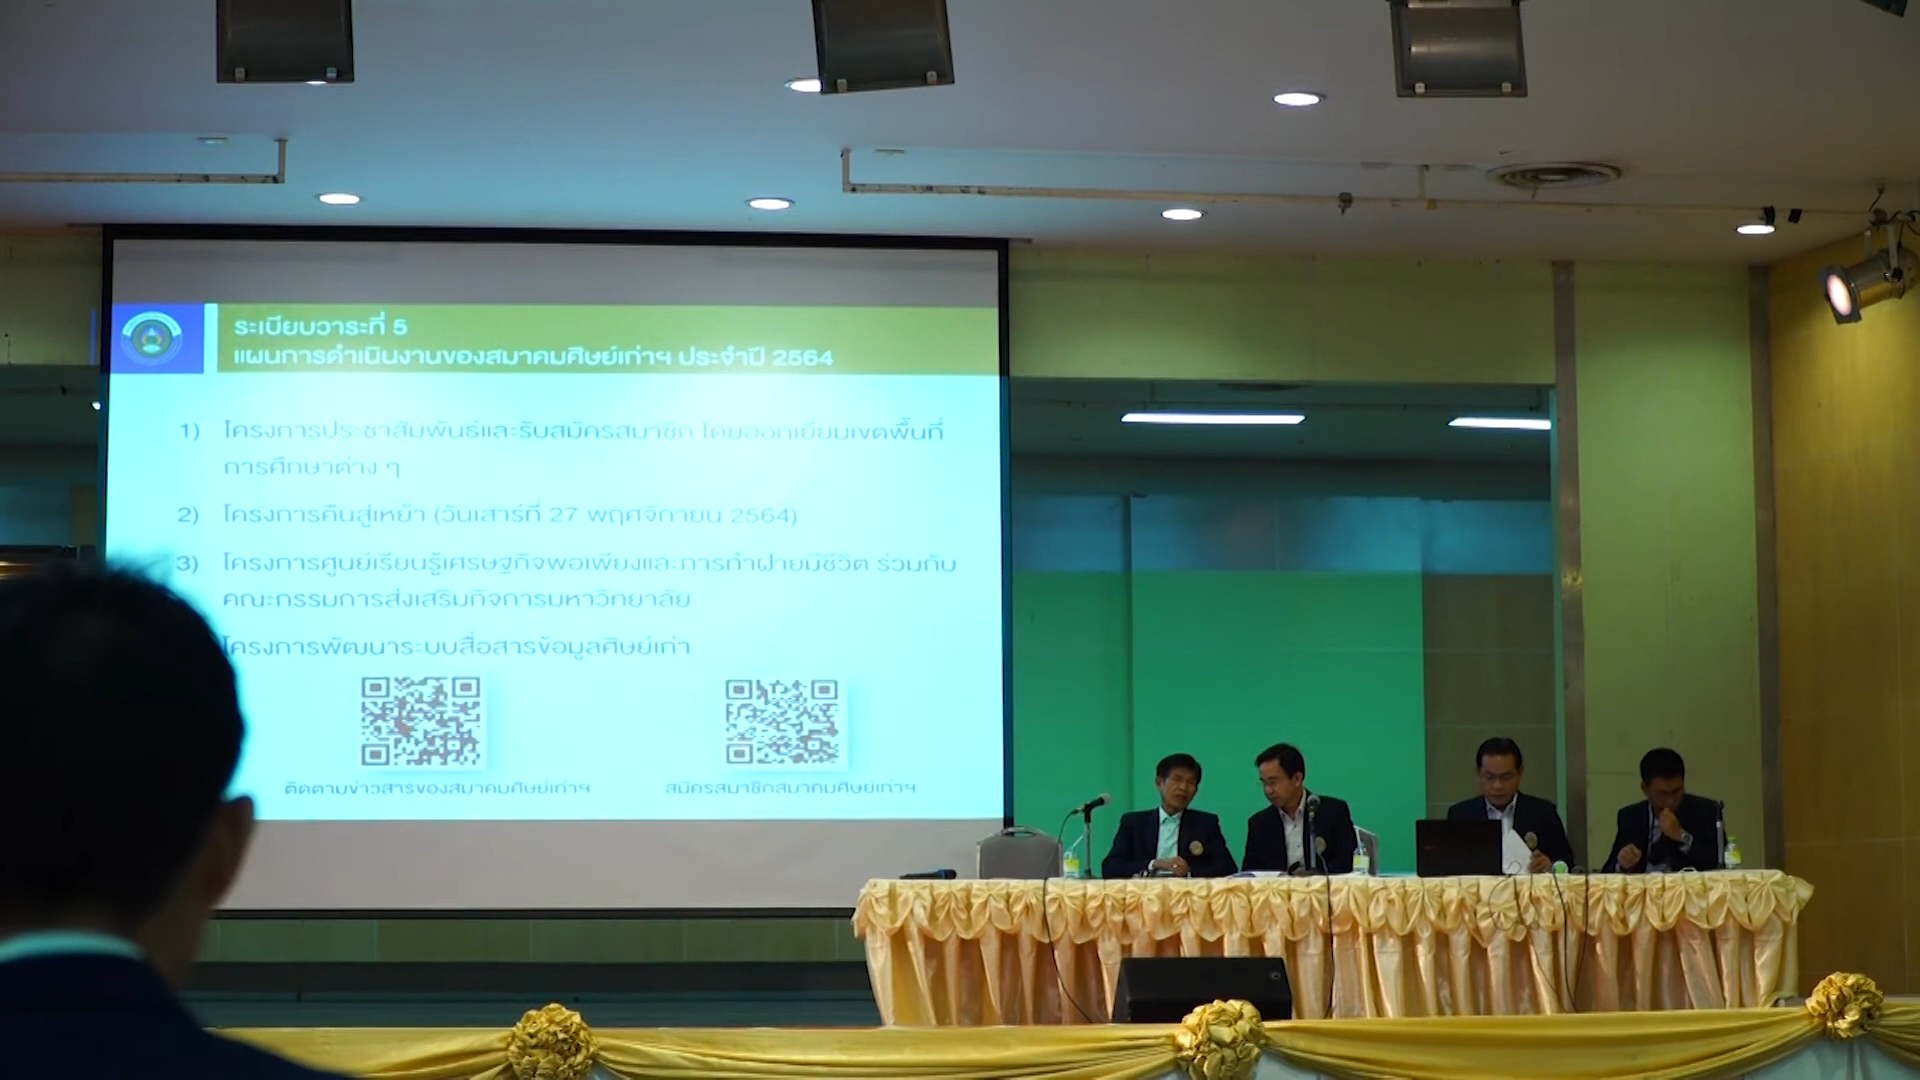 ระเบียบวาระที่ 5
แผนการดำเนินงานของสมาคมศิษย์เก่าฯ ประจำปี 2564
1) โครงการประชาสัมพันธ์และรับสมัครสมาชิก โดยออกเยี่ยมเขตพื้นที่
การศึกษาต่าง ๆ
2) โครงการคืนสู่เหย้า (วันเสาร์ที่ 27 พฤศจิกายน 2564)
3) โครงการศูนย์เรียนรู้เศรษฐกิจพอเพียงและการทำฝายมีชีวิต ร่วมกับ
คณะกรรมการส่งเสริมกิจการมหาวิทยาลัย
โครงการพัฒนาระบบสื่อสารข้อมูลศิษย์เก่า
ติดตามข่าวสารของสมาคมศิษย์เก่าฯ
สมัครสมาชิกสมาคมศิษย์เก่าฯ